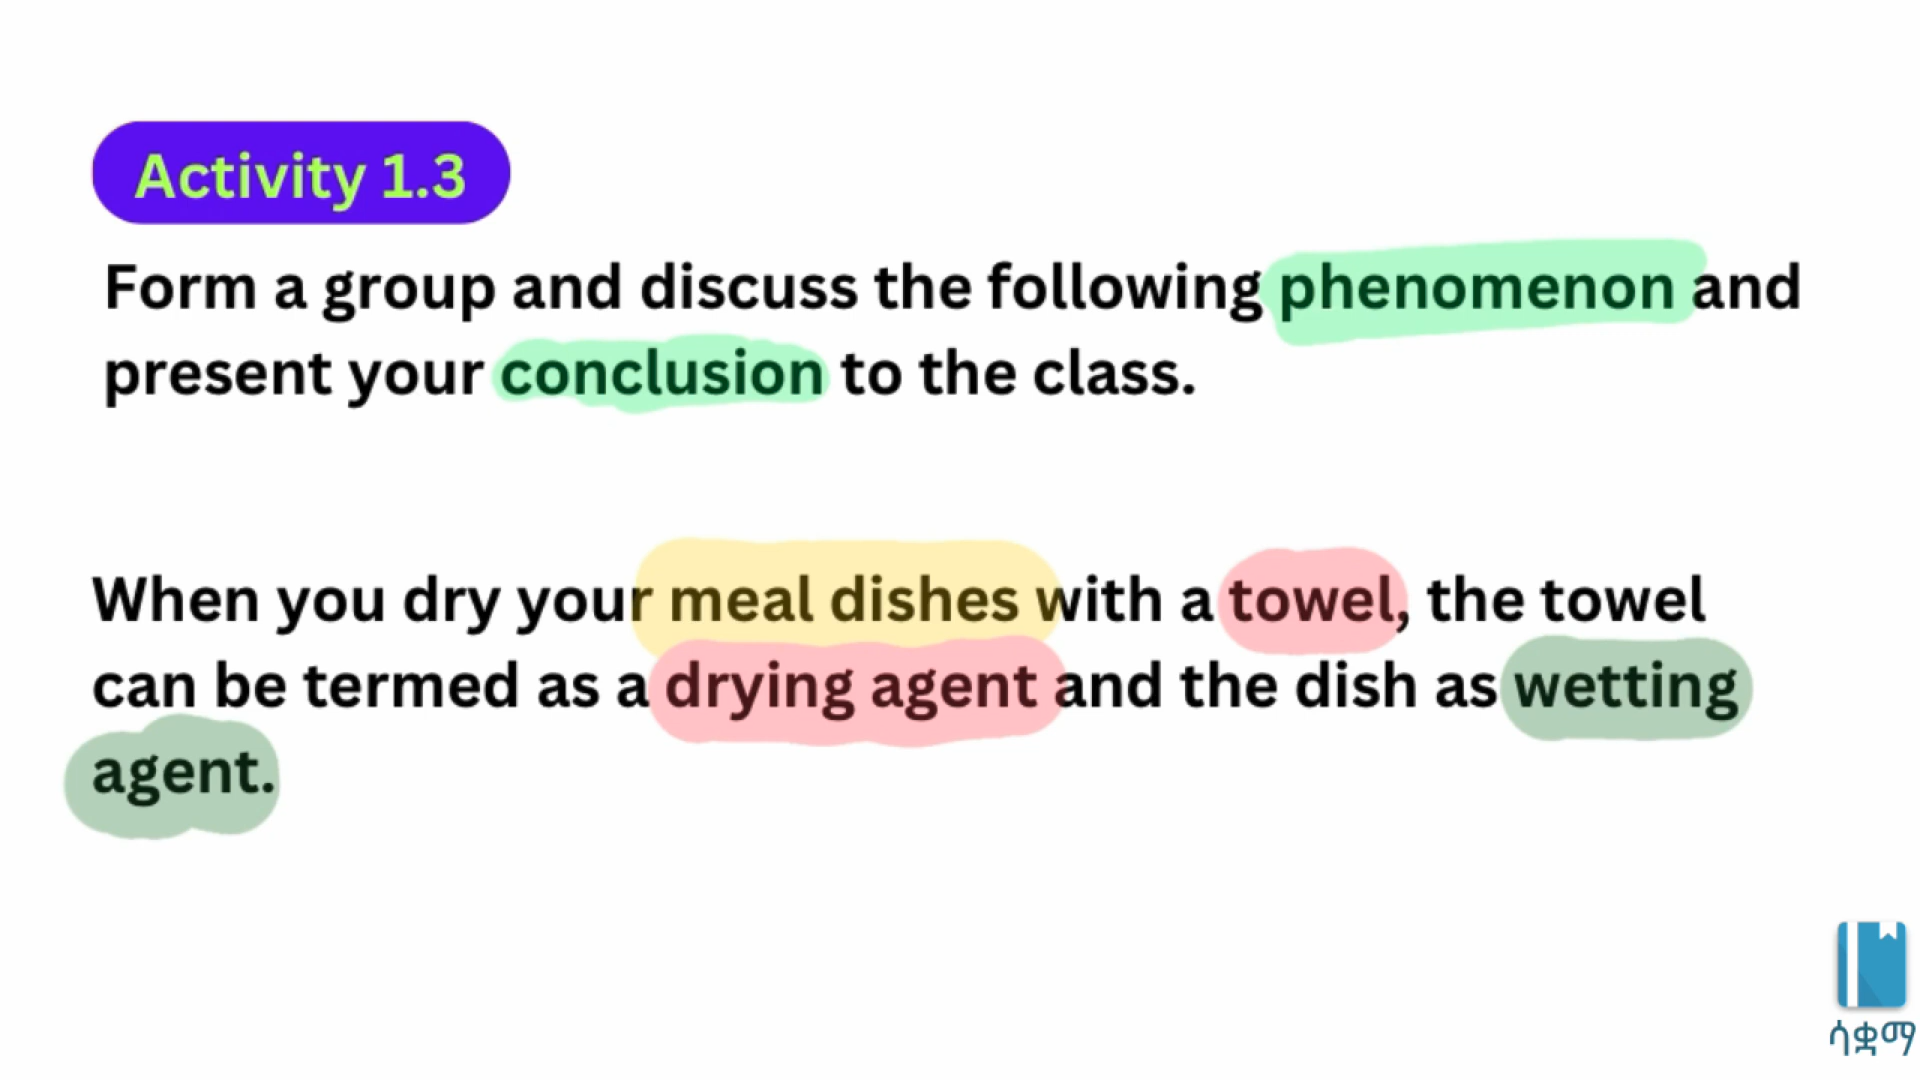 Activity 1.3
Form a group and discuss the following phenomenon and
present your conclusion to the class.
When you dry your meal dishes with a towel, the towel
can be termed as a drying agent and the dish as wetting
agent.
ሳቋማ